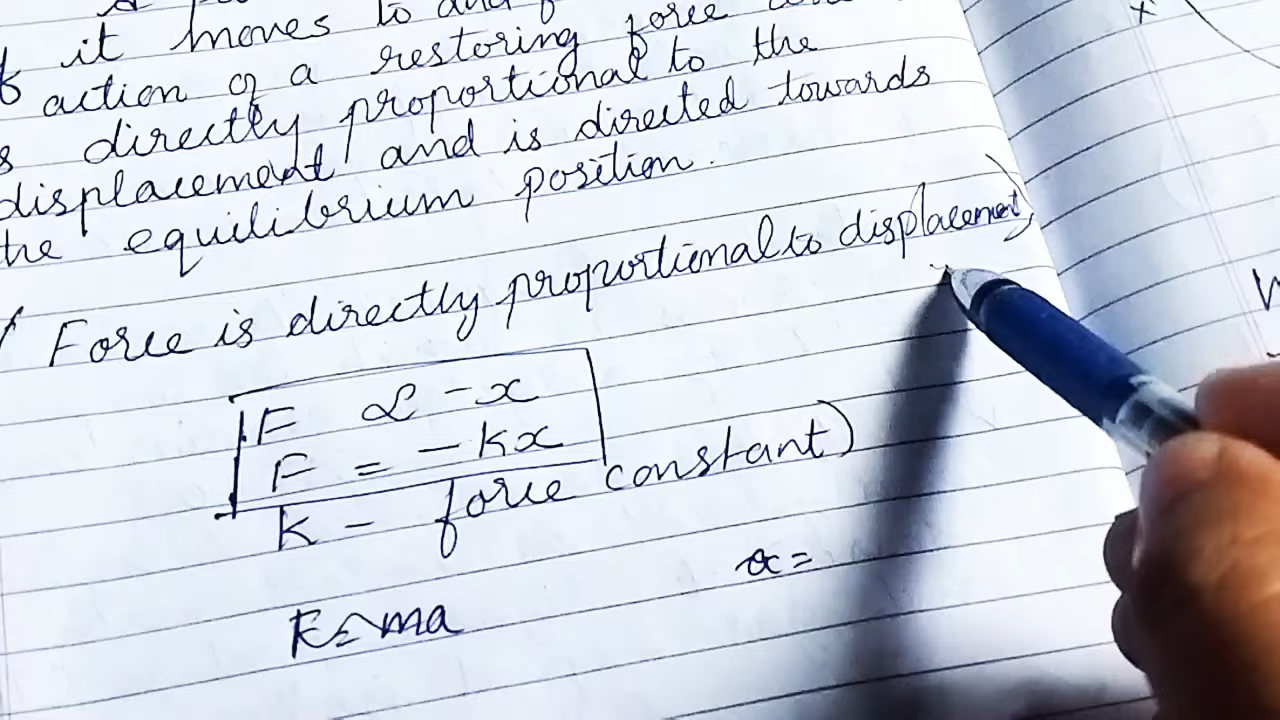 it moves to and
action of a restoring force
directly proportional to the
displacement and is directed towards
the equilibrium position.
Force is directly proportional to displacement)
F ∝ -x
F = -kx
k - force constant)
a =
F = ma